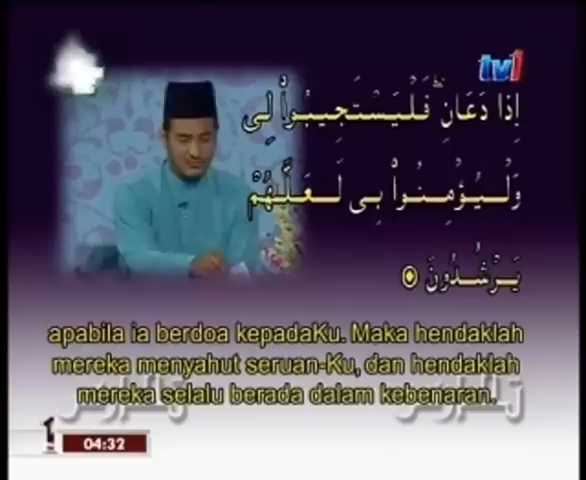 tv1
إِذَا دَعَانِ ۖ فَلْيَسْتَجِيبُوا۟ لِى
وَلْيُؤْمِنُوا۟ بِى لَعَلَّهُمْ
يَرْشُدُونَ
apabila ia berdoa kepadaKu. Maka hendaklah
mereka menyahut seruan-Ku, dan hendaklah
mereka selalu berada dalam kebenaran.
04:32